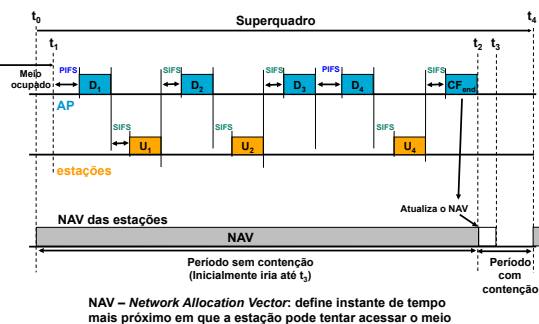 t0 Superquadro t4
t1 t2 t3
Meio
ocupado
PIFS SIFS SIFS PIFS SIFS
D1 D2 D3 D4 CFend
AP
SIFS SIFS SIFS
U1 U2 U4
estações
Atualiza o NAV
NAV das estações
NAV
Período sem contenção
(Inicialmente iria até t3)
Período
com
contenção
NAV – Network Allocation Vector: define instante de tempo
mais próximo em que a estação pode tentar acessar o meio